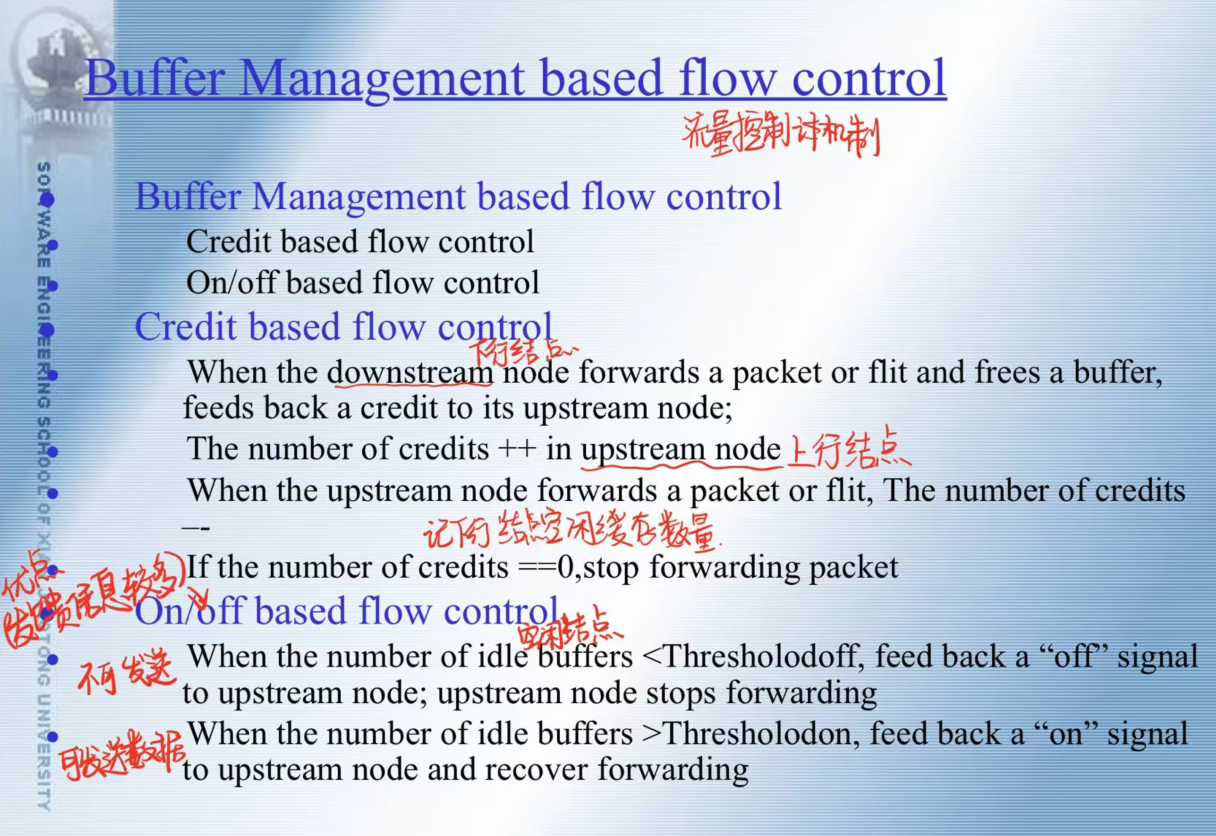 Buffer Management based flow control
流量控制机制
Buffer Management based flow control
Credit based flow control
On/off based flow control
Credit based flow control
下行结点
When the downstream node forwards a packet or flit and frees a buffer,
feeds back a credit to its upstream node;
The number of credits ++ in upstream node 上行结点
When the upstream node forwards a packet or flit, The number of credits
–-
记下行结点空闲缓存数量.
If the number of credits ==0,stop forwarding packet
优点
反馈信息较多)
On/off based flow control
空闲结点
不可发送 When the number of idle buffers <Thresholodoff, feed back a “off” signal
to upstream node; upstream node stops forwarding
可发送数据 When the number of idle buffers >Thresholodon, feed back a “on” signal
to upstream node and recover forwarding
SOFTWARE ENGINEERING SCHOOL OF TONG UNIVERSITY